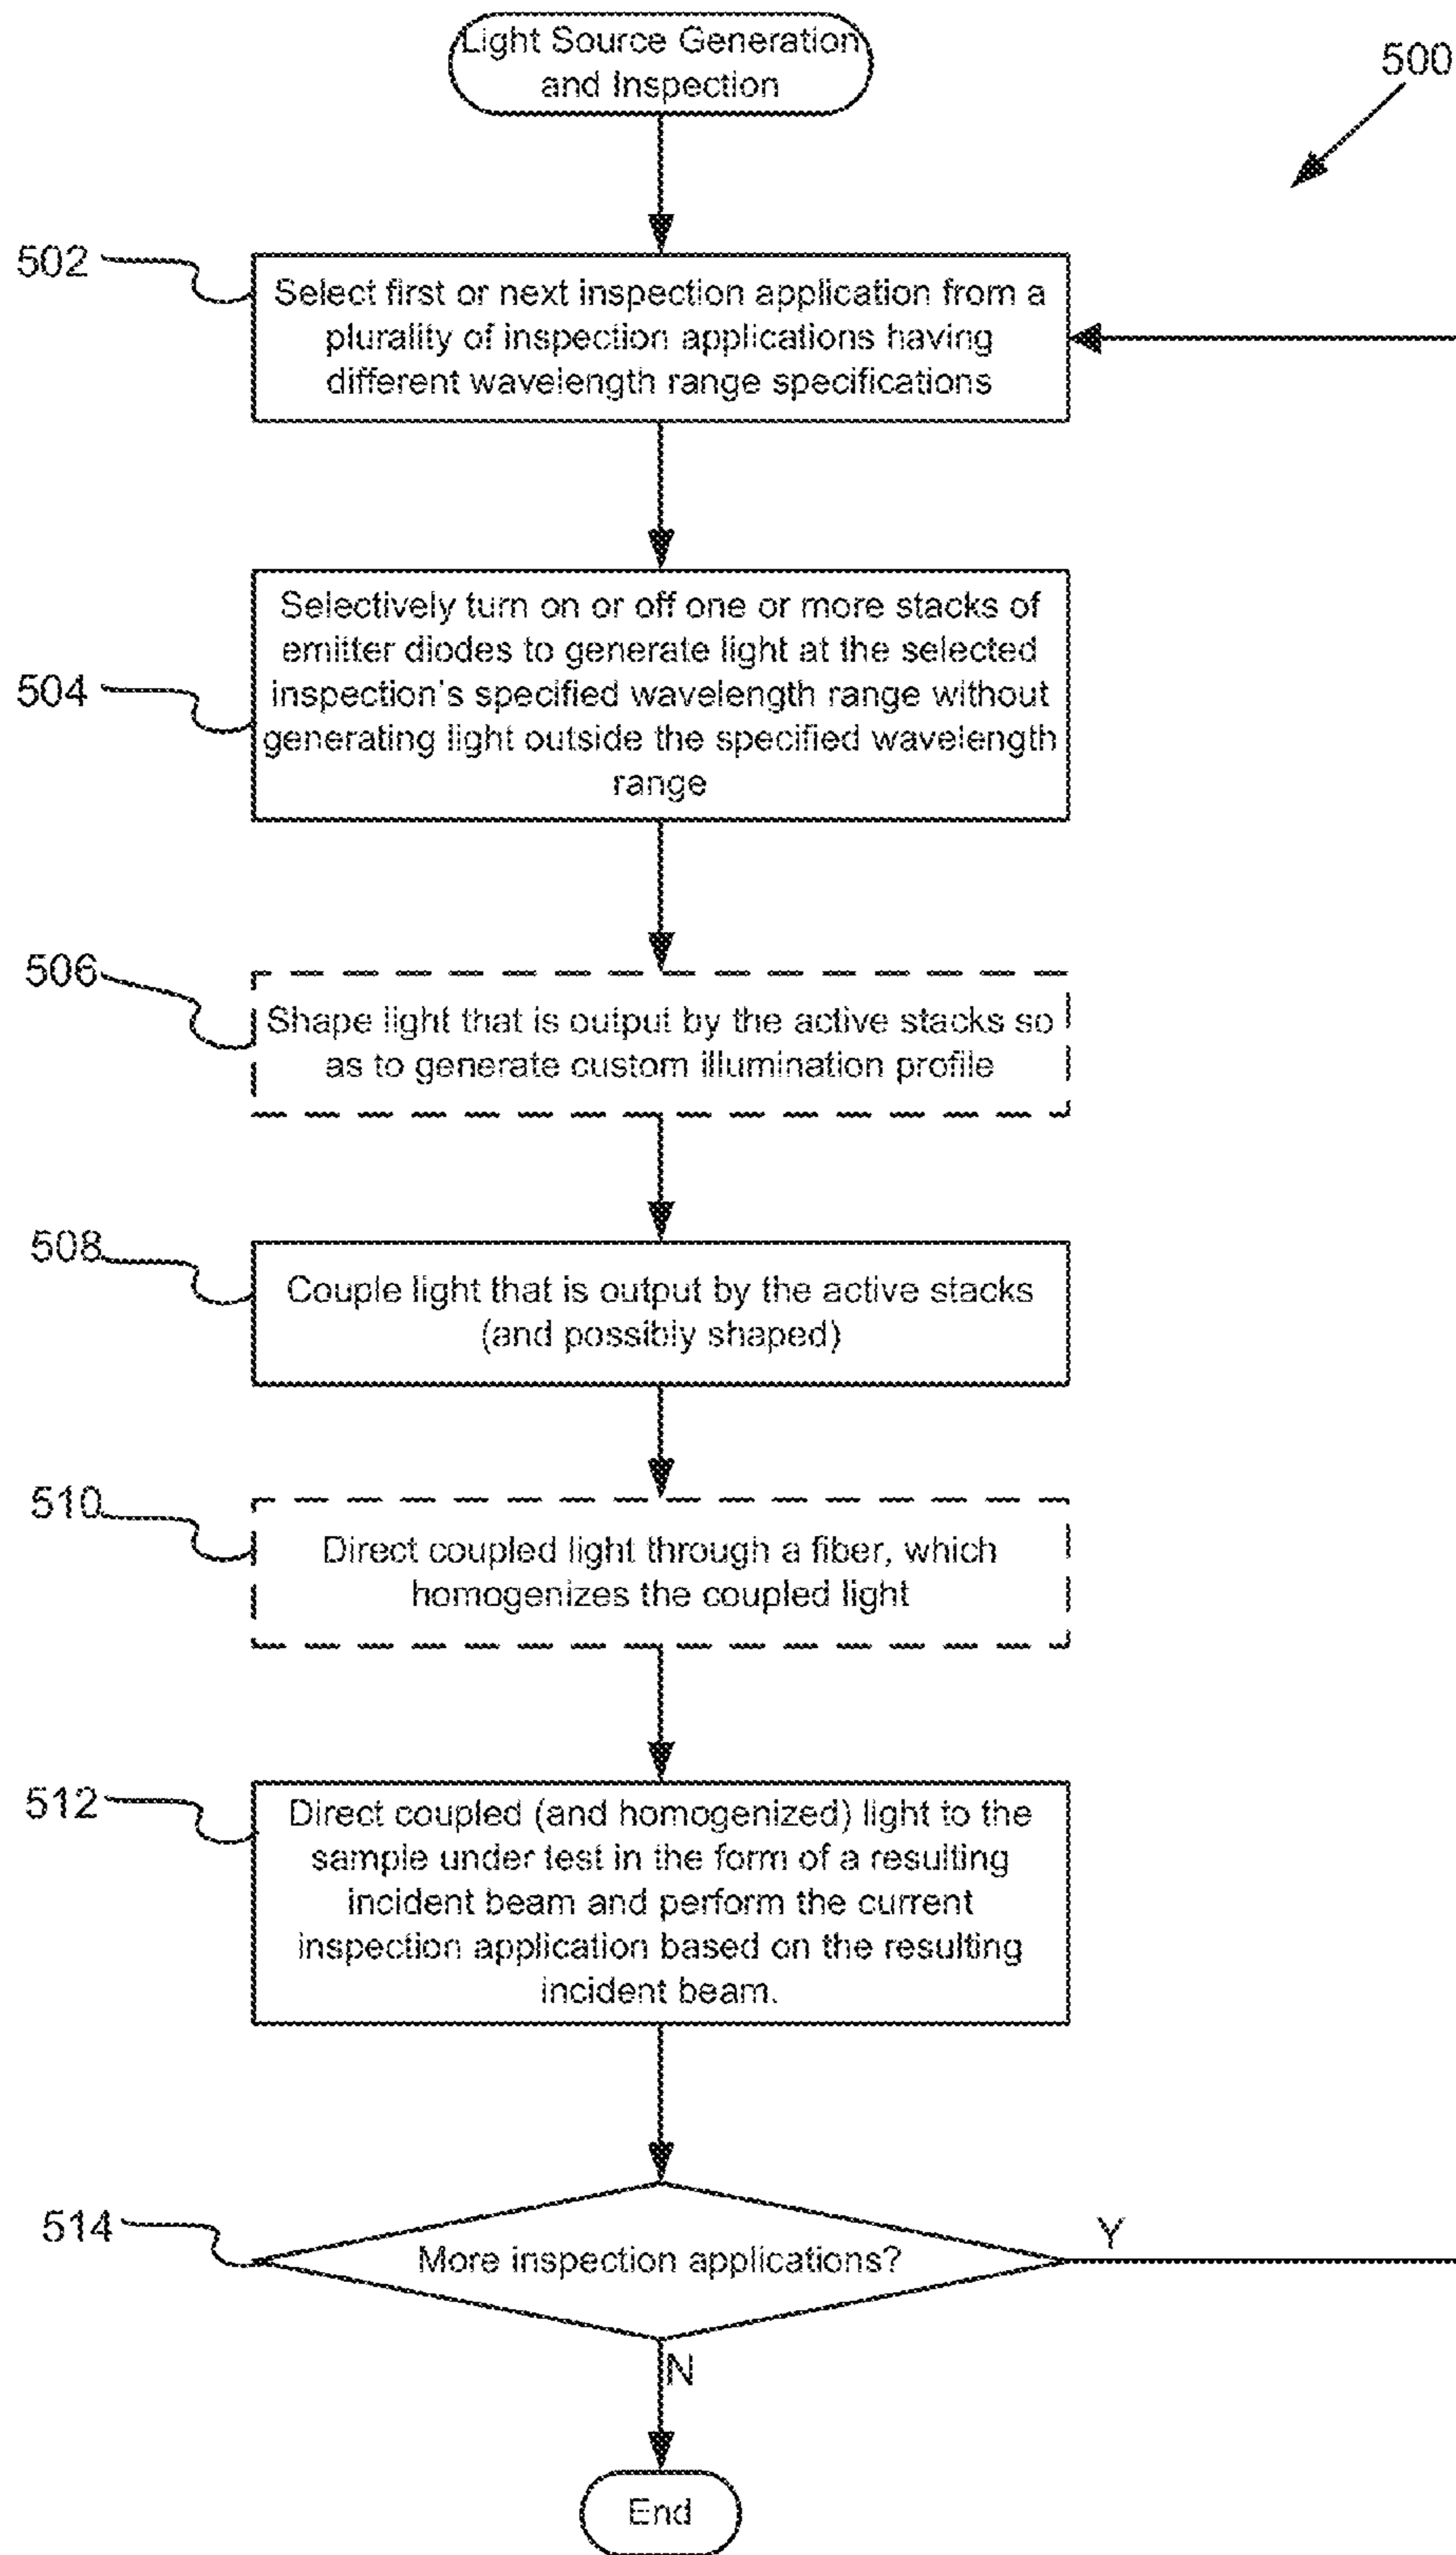 Light Source Generation
and Inspection
500
502
Select first or next inspection application from a
plurality of inspection applications having
different wavelength range specifications
504
Selectively turn on or off one or more stacks of
emitter diodes to generate light at the selected
inspection's specified wavelength range without
generating light outside the specified wavelength
range
506
Shape light that is output by the active stacks so
as to generate custom illumination profile
508
Couple light that is output by the active stacks
(and possibly shaped)
510
Direct coupled light through a fiber, which
homogenizes the coupled light
512
Direct coupled (and homogenized) light to the
sample under test in the form of a resulting
incident beam and perform the current
inspection application based on the resulting
incident beam.
514
More inspection applications?
Y
N
End